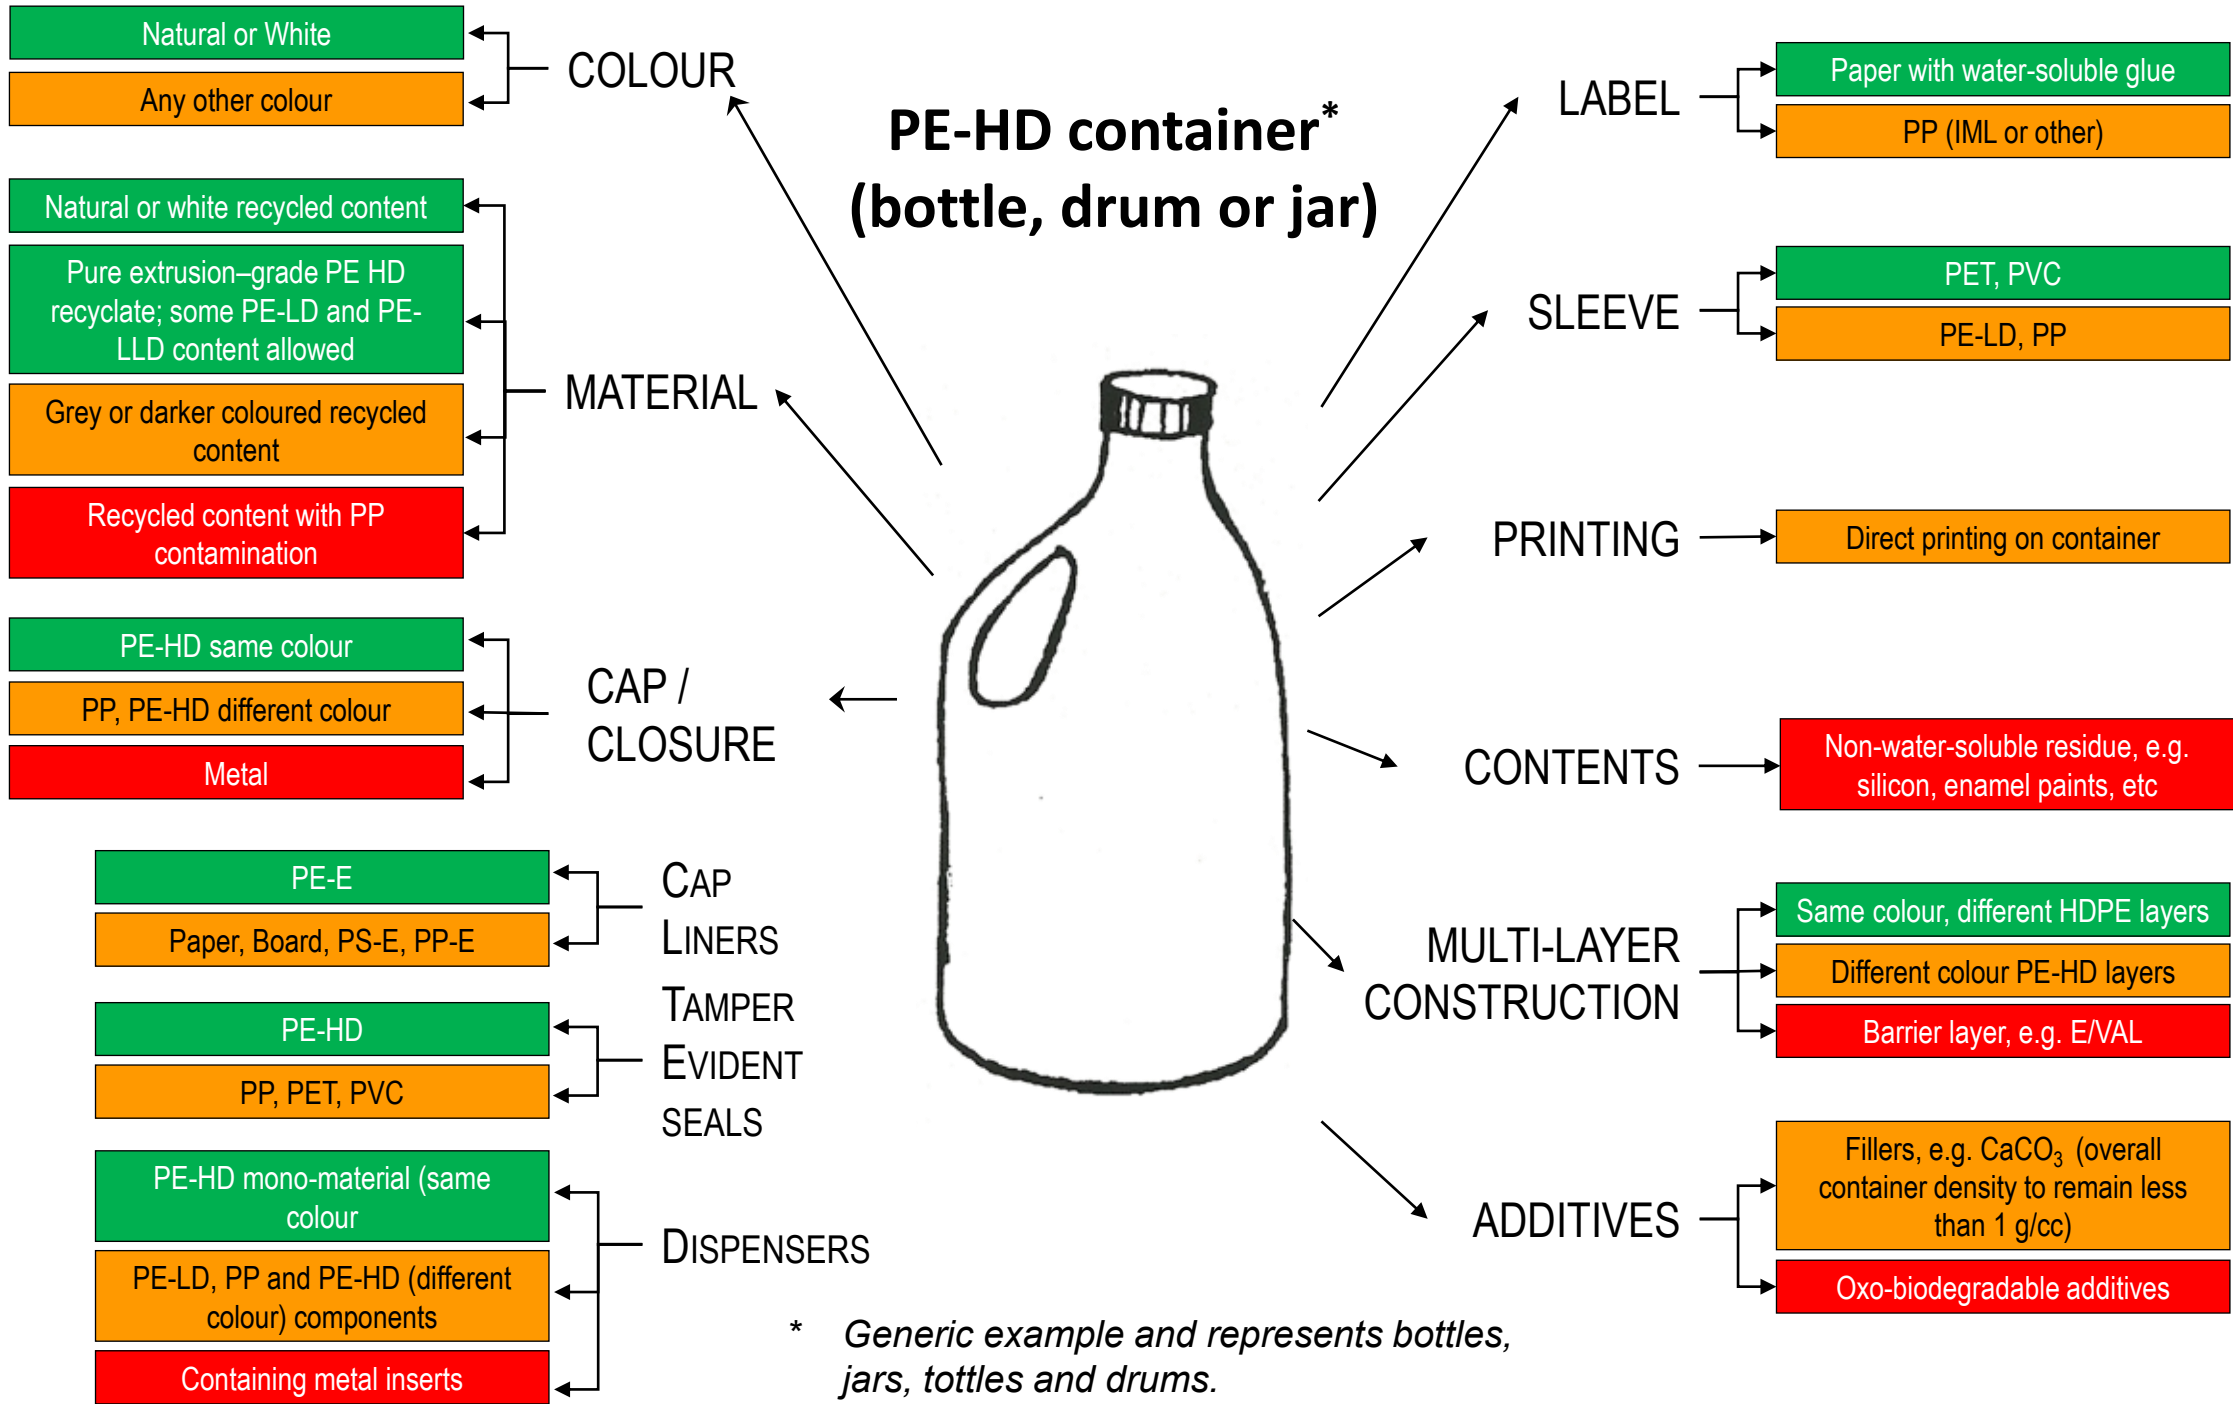 PE-HD container*
(bottle, drum or jar)
COLOUR
Natural or White
Any other colour
MATERIAL
Natural or white recycled content
Pure extrusion–grade PE HD
recyclate; some PE-LD and PE-
LLD content allowed
Grey or darker coloured recycled
content
Recycled content with PP
contamination
CAP /
CLOSURE
PE-HD same colour
PP, PE-HD different colour
Metal
CAP
LINERS
PE-E
Paper, Board, PS-E, PP-E
TAMPER
EVIDENT
SEALS
PE-HD
PP, PET, PVC
DISPENSERS
PE-HD mono-material (same
colour
PE-LD, PP and PE-HD (different
colour) components
Containing metal inserts
LABEL
Paper with water-soluble glue
PP (IML or other)
SLEEVE
PET, PVC
PE-LD, PP
PRINTING
Direct printing on container
CONTENTS
Non-water-soluble residue, e.g.
silicon, enamel paints, etc
MULTI-LAYER
CONSTRUCTION
Same colour, different HDPE layers
Different colour PE-HD layers
Barrier layer, e.g. E/VAL
ADDITIVES
Fillers, e.g. CaCO₃ (overall
container density to remain less
than 1 g/cc)
Oxo-biodegradable additives
* Generic example and represents bottles,
jars, tottles and drums.